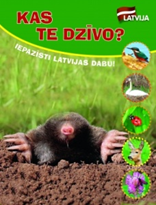 LATVIJA
KAS
TE DZĪVO?
IEPAZĪSTI LATVIJAS DABU!